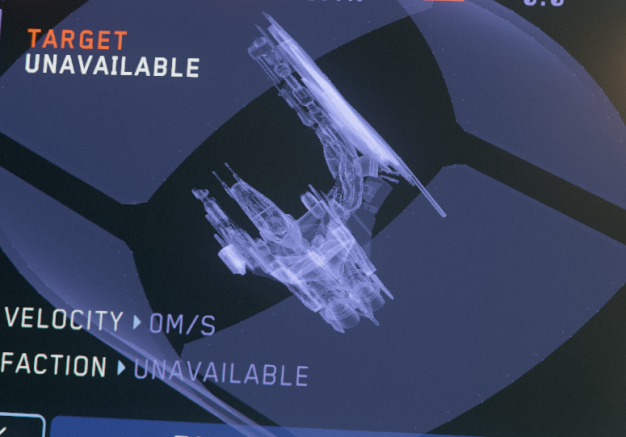 TARGET
UNAVAILABLE
VELOCITY ▸ 0M/S
FACTION ▸ UNAVAILABLE